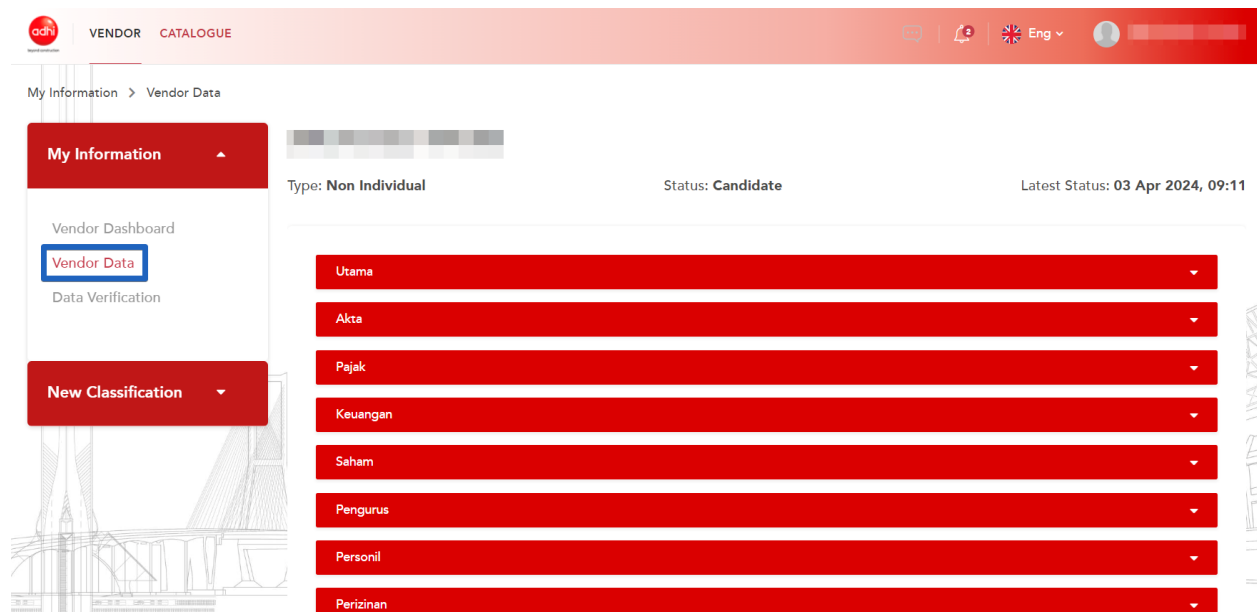 adhi
VENDOR CATALOGUE
2
Eng
My Information > Vendor Data
My Information
Type: Non Individual Status: Candidate Latest Status: 03 Apr 2024, 09:11
Vendor Dashboard
Vendor Data
Data Verification
New Classification
Utama
Akta
Pajak
Keuangan
Saham
Pengurus
Personil
Perizinan